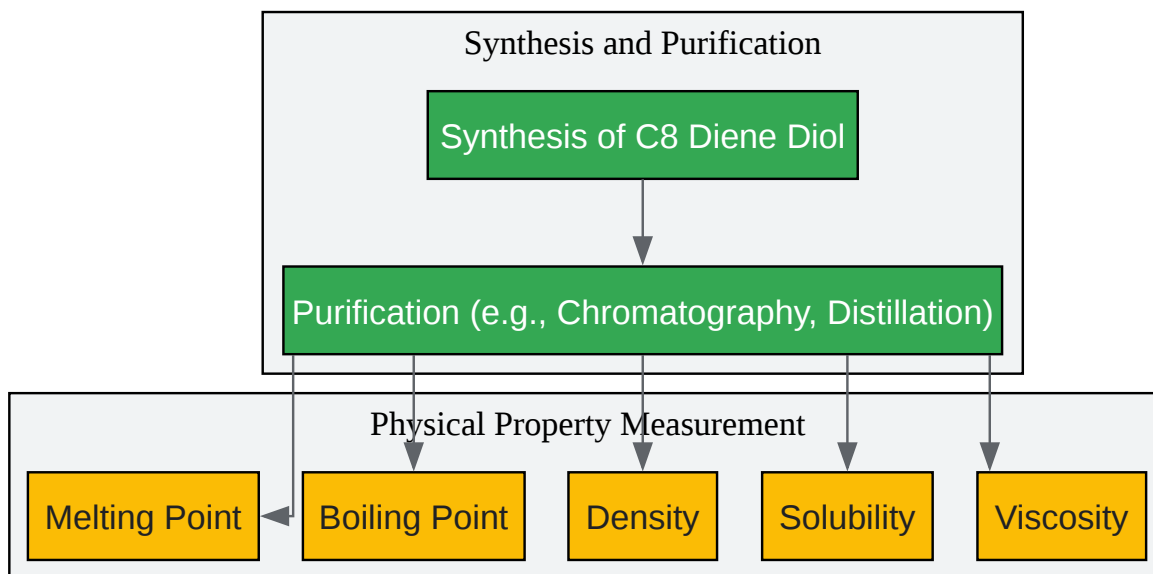 Synthesis and Purification
Synthesis of C8 Diene Diol
Purification (e.g., Chromatography, Distillation)
Physical Property Measurement
Melting Point
Boiling Point
Density
Solubility
Viscosity